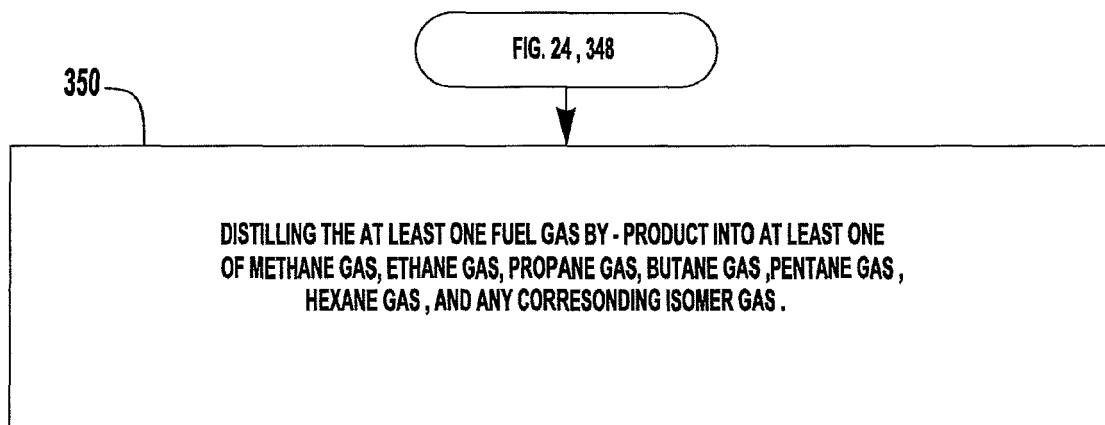 FIG. 24 , 348
350
DISTILLING THE AT LEAST ONE FUEL GAS BY - PRODUCT INTO AT LEAST ONE
OF METHANE GAS, ETHANE GAS, PROPANE GAS, BUTANE GAS ,PENTANE GAS ,
HEXANE GAS , AND ANY CORRESONDING ISOMER GAS .